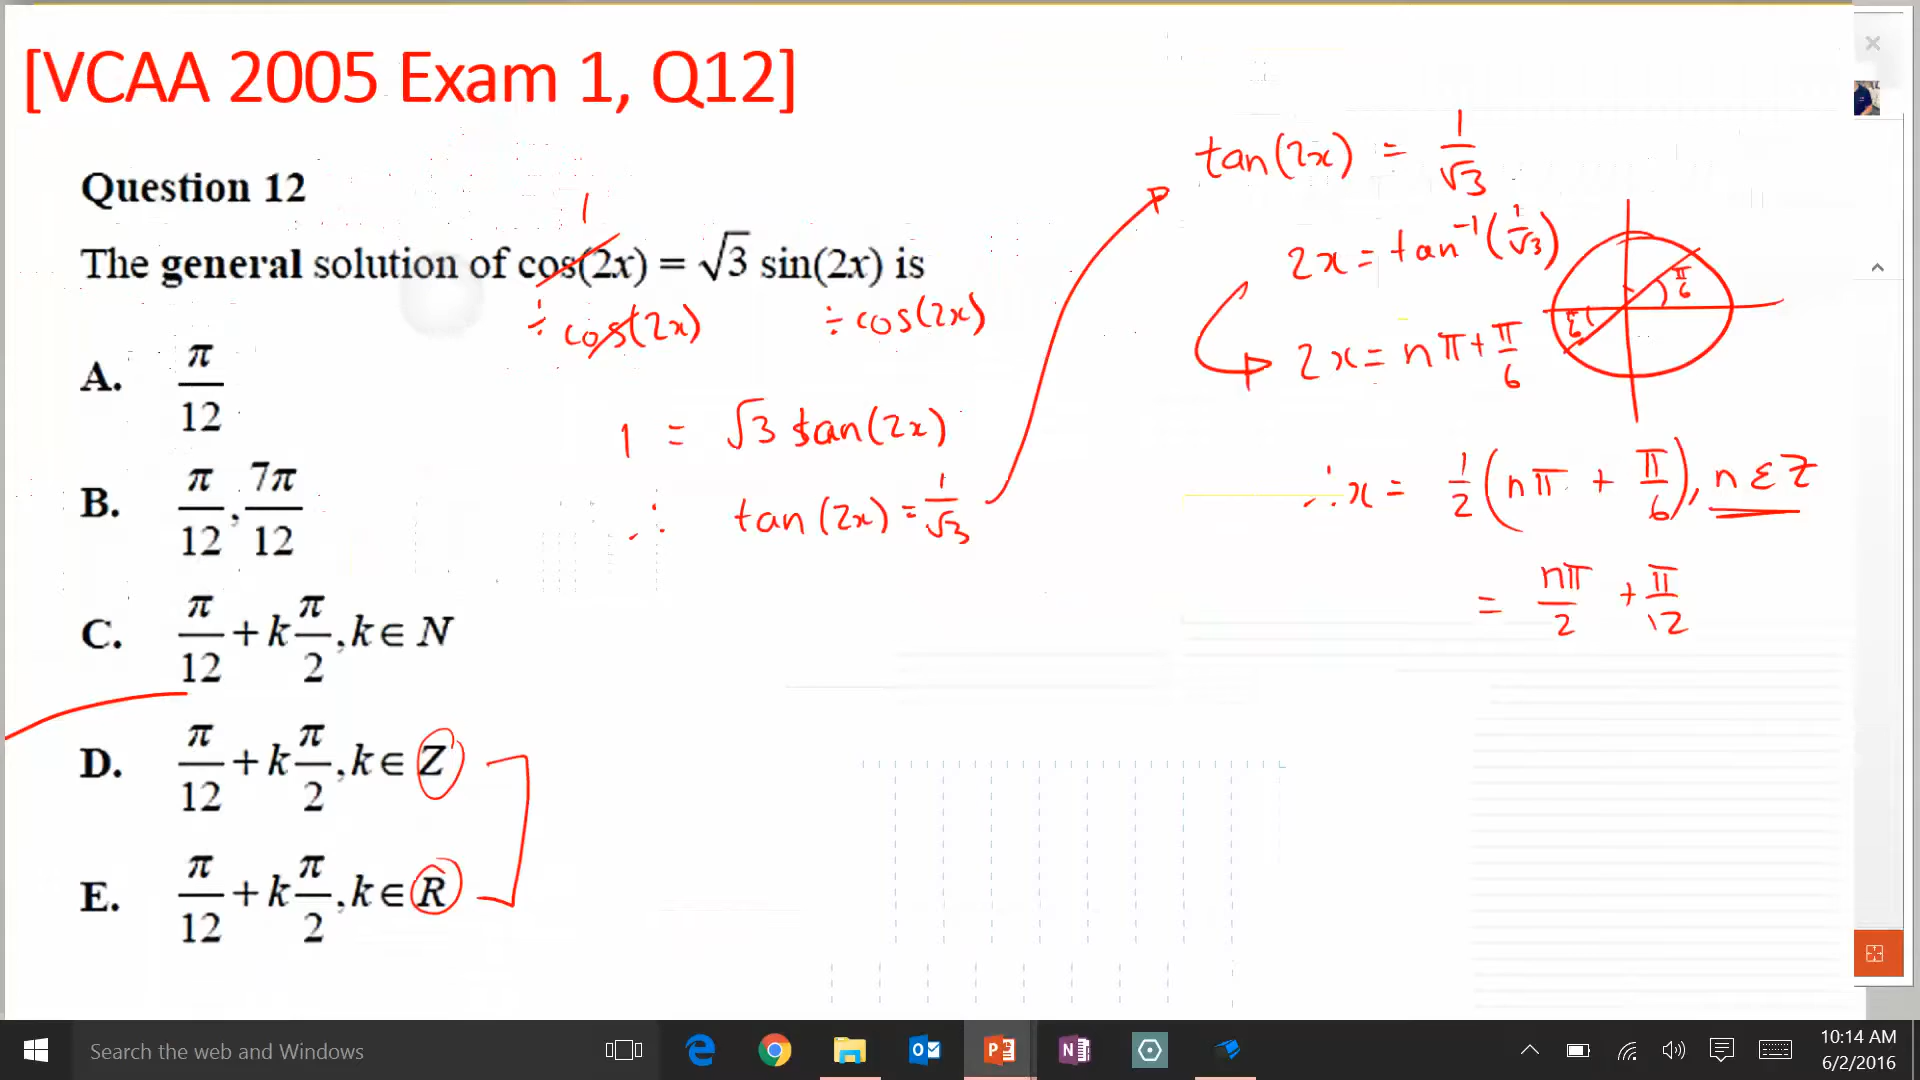 [VCAA 2005 Exam 1, Q12]
Question 12
1
The general solution of cos(2x) = √3 sin(2x) is
÷ cos(2x) ÷ cos(2x)
A. π/12
B. π/12, 7π/12
C. π/12 + k π/2, k ∈ N
D. π/12 + k π/2, k ∈ Z
E. π/12 + k π/2, k ∈ R
1 = √3 tan(2x)
∴ tan(2x) = 1/√3
tan(2x) = 1/√3
2x = tan⁻¹(1/√3)
π/6
π/6
2x = nπ + π/6
∴ x = 1/2 (nπ + π/6), n ∈ Z
= nπ/2 + π/12
Search the web and Windows
10:14 AM
6/2/2016